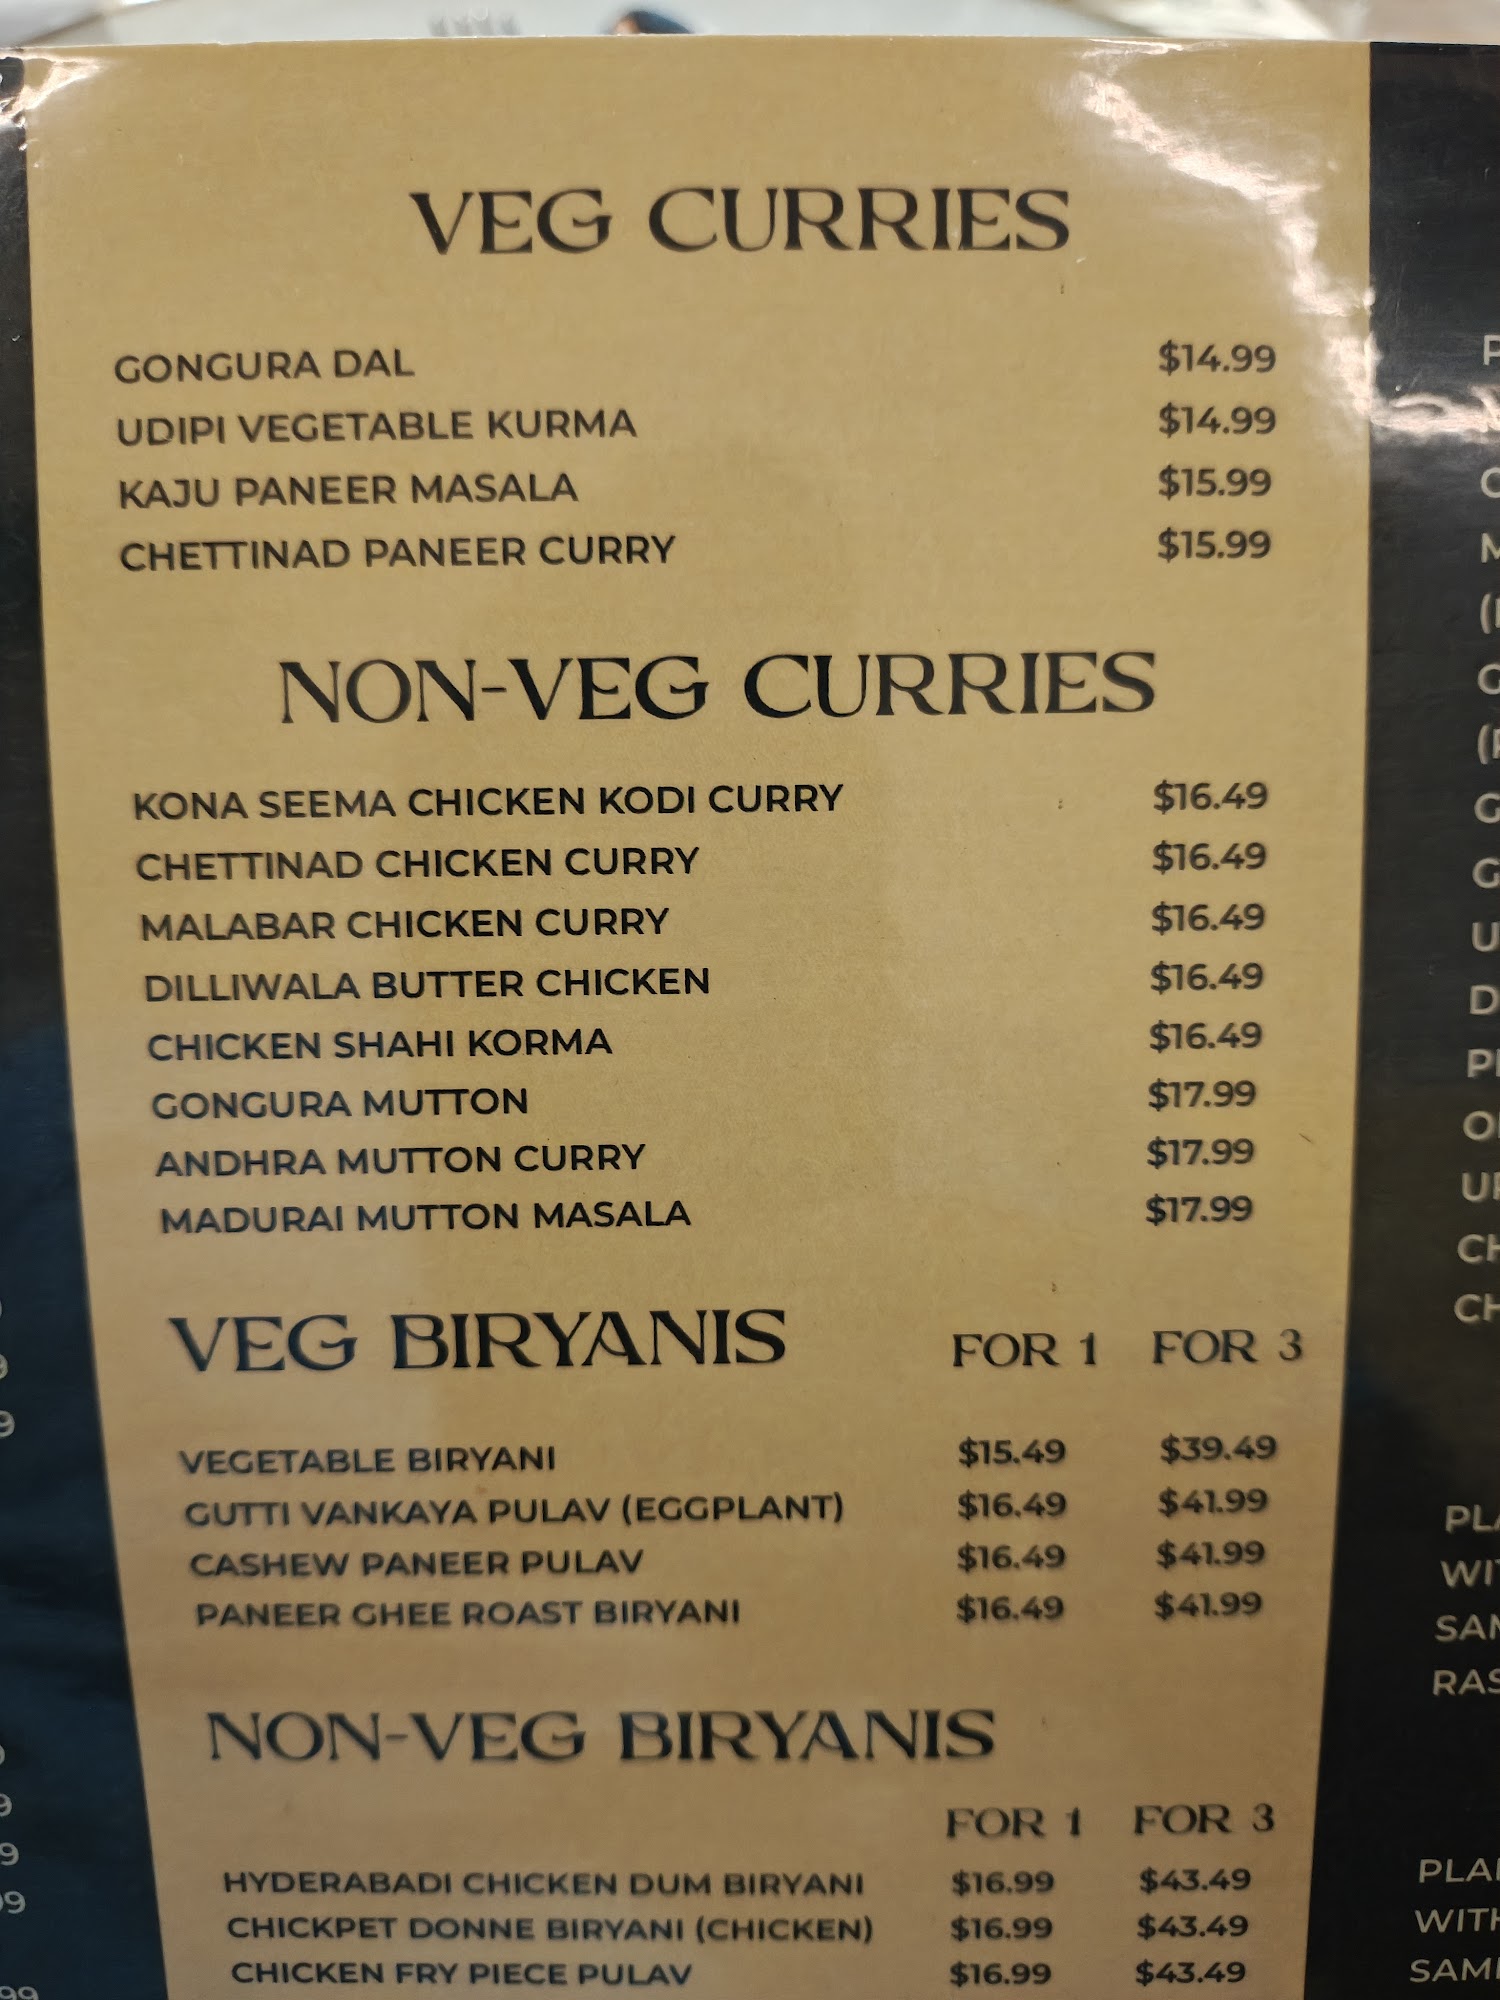 VEG CURRIES
GONGURA DAL $14.99
UDIPI VEGETABLE KURMA $14.99
KAJU PANEER MASALA $15.99
CHETTINAD PANEER CURRY $15.99
NON-VEG CURRIES
KONA SEEMA CHICKEN KODI CURRY $16.49
CHETTINAD CHICKEN CURRY $16.49
MALABAR CHICKEN CURRY $16.49
DILLIWALA BUTTER CHICKEN $16.49
CHICKEN SHAHI KORMA $16.49
GONGURA MUTTON $17.99
ANDHRA MUTTON CURRY $17.99
MADURAI MUTTON MASALA $17.99
VEG BIRYANIS FOR 1 FOR 3
VEGETABLE BIRYANI $15.49 $39.49
GUTTI VANKAYA PULAV (EGGPLANT) $16.49 $41.99
CASHEW PANEER PULAV $16.49 $41.99
PANEER GHEE ROAST BIRYANI $16.49 $41.99
NON-VEG BIRYANIS
FOR 1 FOR 3
HYDERABADI CHICKEN DUM BIRYANI $16.99 $43.49
CHICKPET DONNE BIRYANI (CHICKEN) $16.99 $43.49
CHICKEN FRY PIECE PULAV $16.99 $43.49